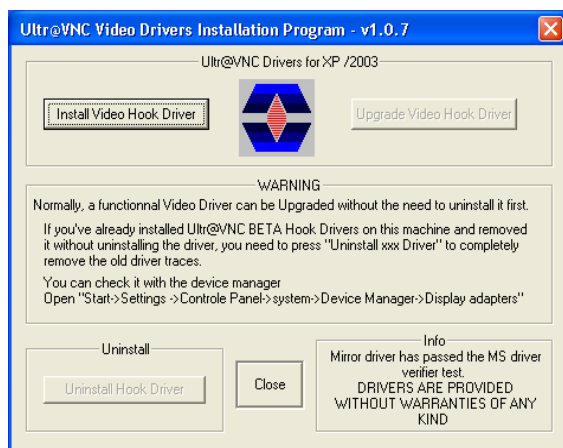 Ultr@VNC Video Drivers Installation Program - v1.0.7
Ultr@VNC Drivers for XP /2003
Install Video Hook Driver
Upgrade Video Hook Driver
WARNING
Normally, a functionnal Video Driver can be Upgraded without the need to uninstall it first.
If you've already installed Ultr@VNC BETA Hook Drivers on this machine and removed
it without uninstalling the driver, you need to press "Uninstall xxx Driver" to completely
remove the old driver traces.
You can check it with the device manager
Open "Start->Settings ->Controle Panel->system->Device Manager->Display adapters"
Uninstall
Uninstall Hook Driver
Close
Info
Mirror driver has passed the MS driver
verifier test.
DRIVERS ARE PROVIDED
WITHOUT WARRANTIES OF ANY
KIND